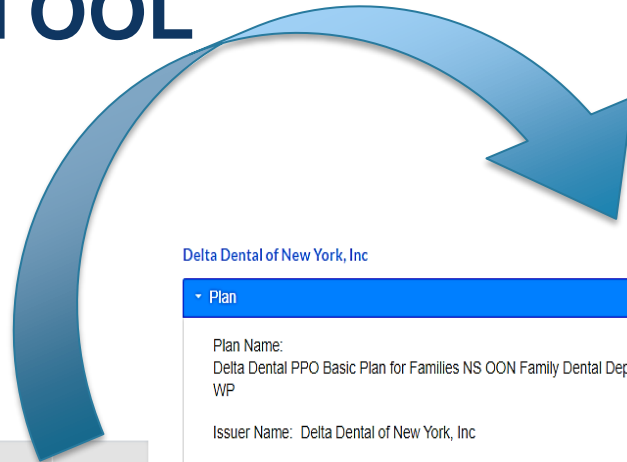 TOOL
Delta Dental of New York, Inc
Plan
Plan Name:
Delta Dental PPO Basic Plan for Families NS OON Family Dental Dep
WP
Issuer Name: Delta Dental of New York, Inc